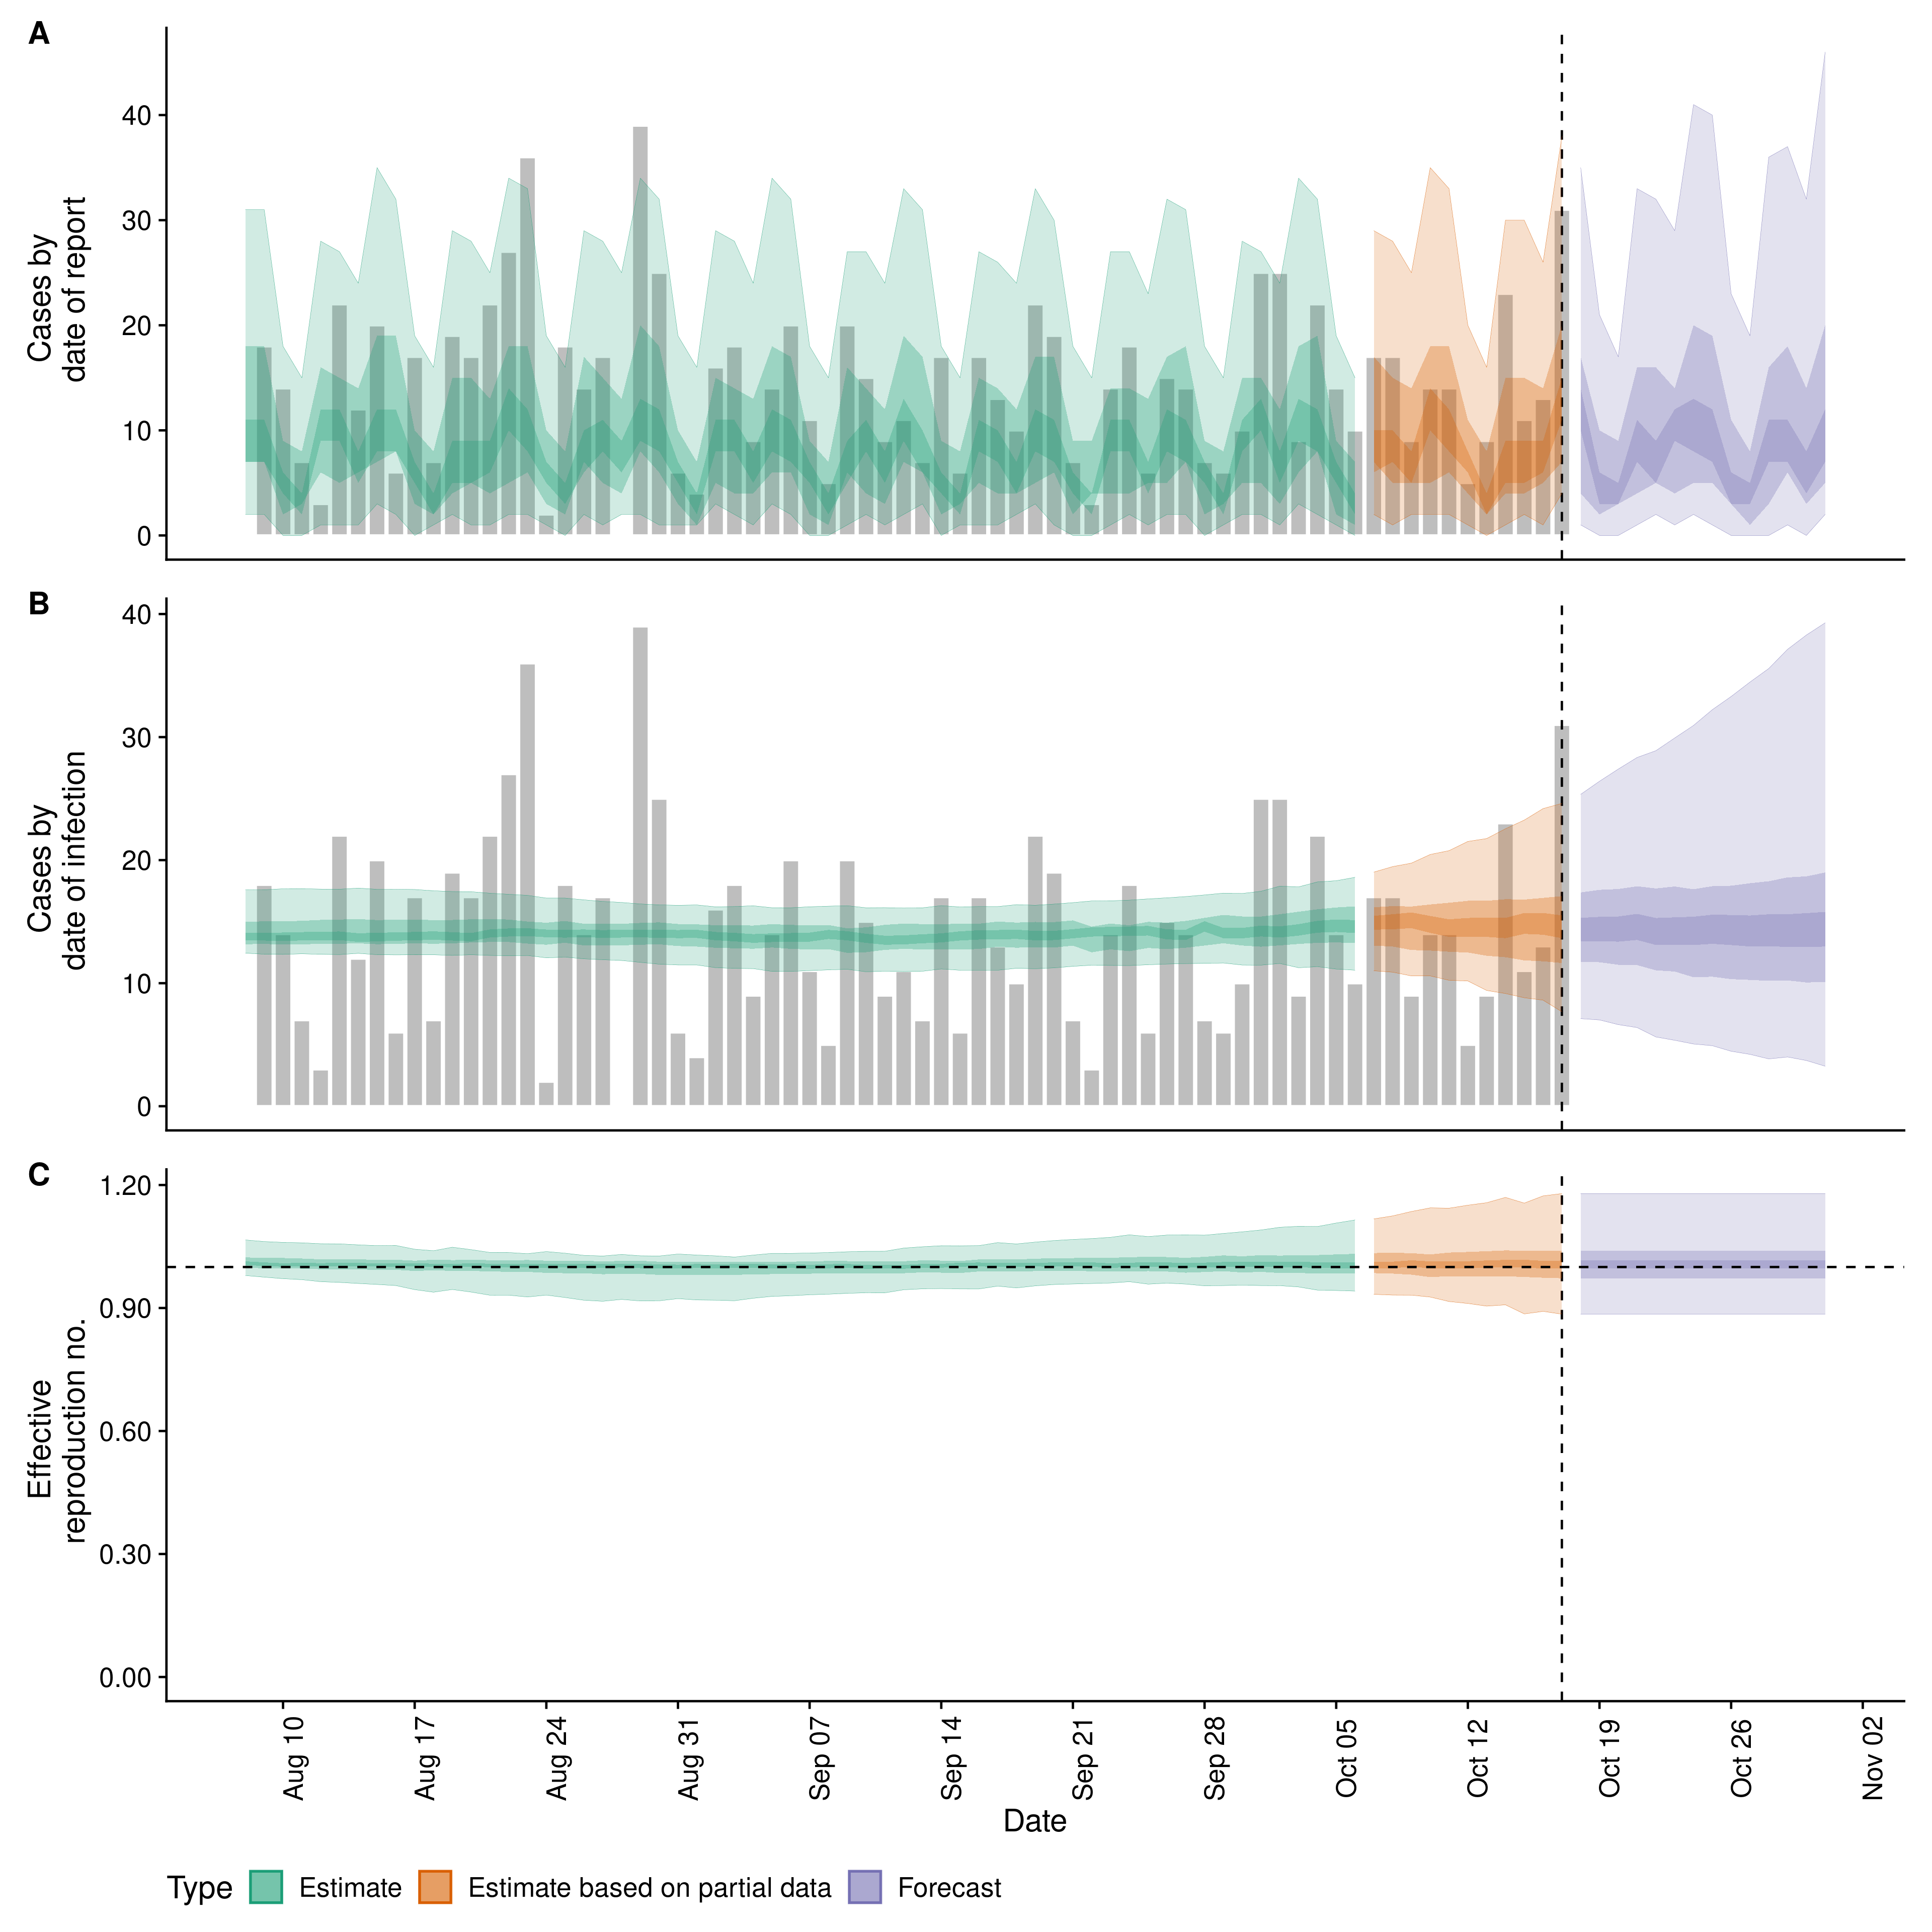 A
Cases by
date of report
40
30
20
10
0
B
Cases by
date of infection
40
30
20
10
0
C
Effective
reproduction no.
1.20
0.90
0.60
0.30
0.00
Aug 10
Aug 17
Aug 24
Aug 31
Sep 07
Sep 14
Sep 21
Sep 28
Oct 05
Oct 12
Oct 19
Oct 26
Nov 02
Date
Type Estimate Estimate based on partial data Forecast